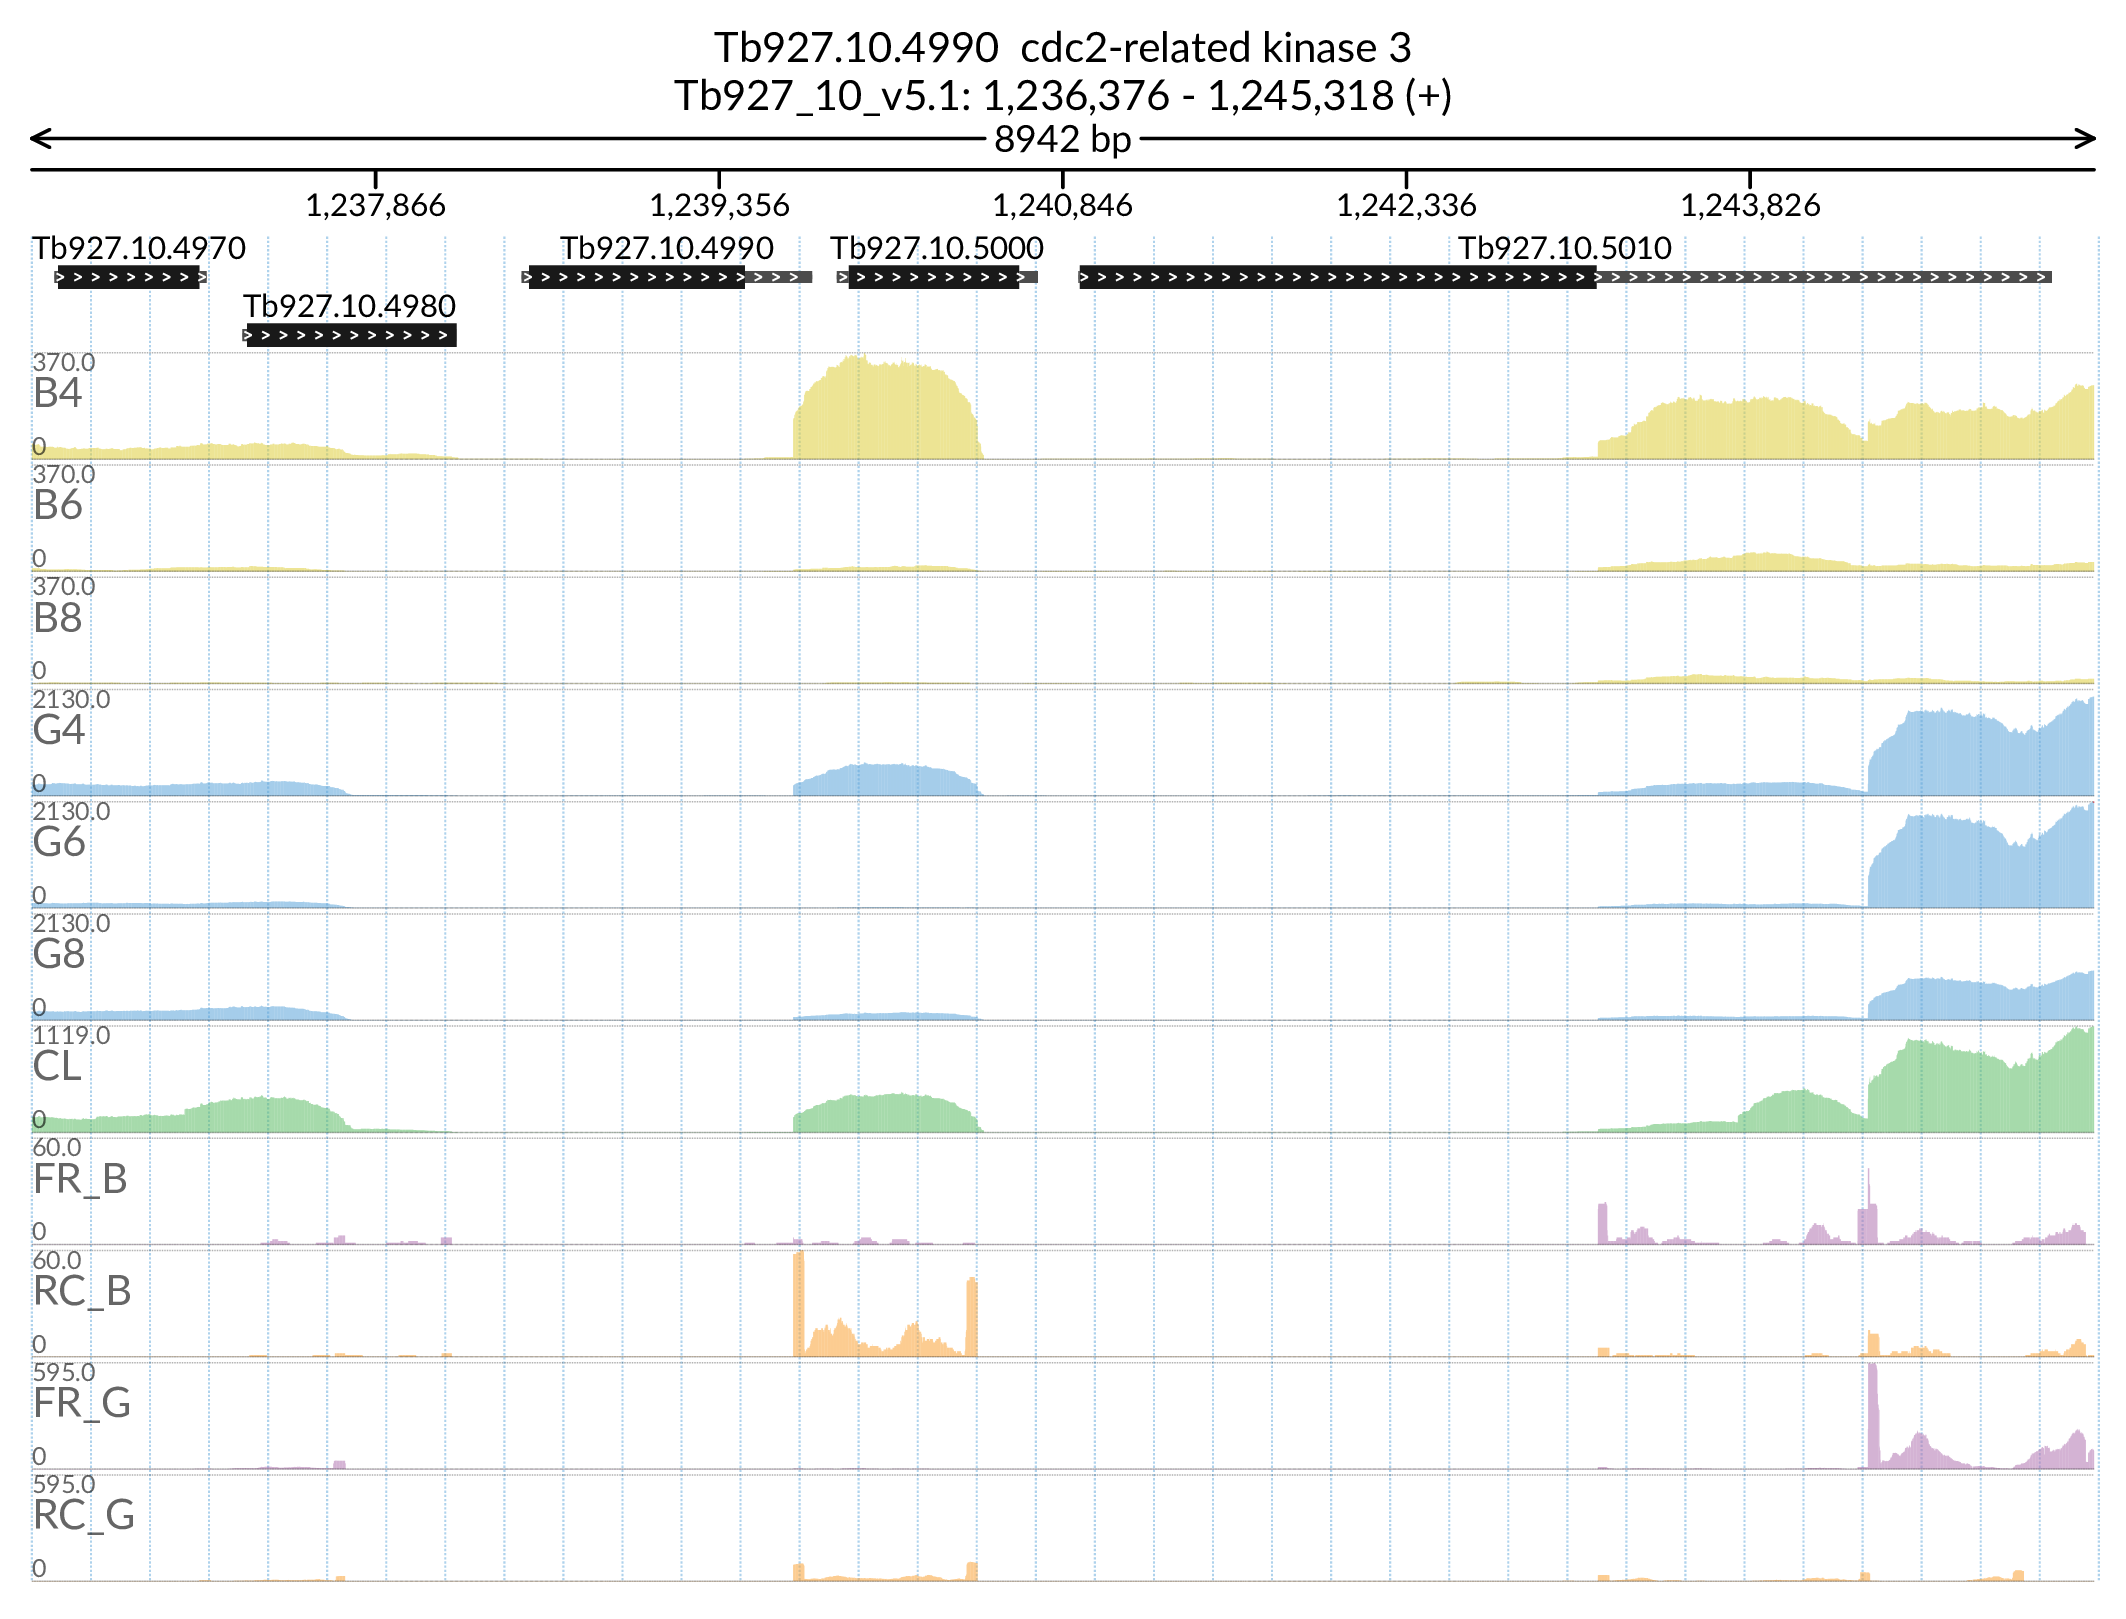 Tb927.10.4990  cdc2-related kinase 3
Tb927_10_v5.1: 1,236,376 - 1,245,318 (+)
8942 bp
1,237,866 1,239,356 1,240,846 1,242,336 1,243,826
Tb927.10.4970 Tb927.10.4990 Tb927.10.5000 Tb927.10.5010
Tb927.10.4980
370.0
B4
0
370.0
B6
0
370.0
B8
0
2130.0
G4
0
2130.0
G6
0
2130.0
G8
0
1119.0
CL
0
60.0
FR_B
0
60.0
RC_B
0
595.0
FR_G
0
595.0
RC_G
0